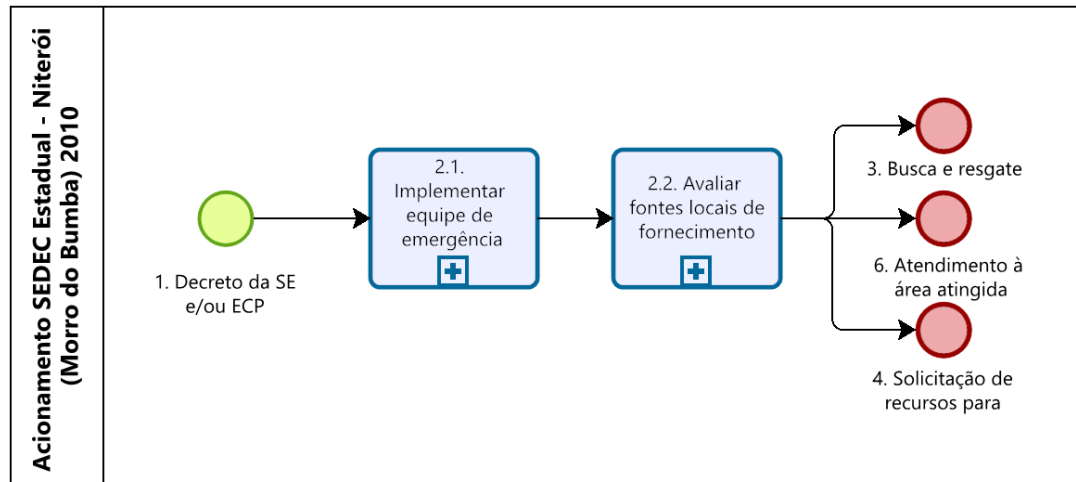 Acionamento SEDEC Estadual - Niterói
(Morro do Bumba) 2010
1. Decreto da SE
e/ou ECP
2.1.
Implementar
equipe de
emergência
2.2. Avaliar
fontes locais de
fornecimento
3. Busca e resgate
6. Atendimento à
área atingida
4. Solicitação de
recursos para